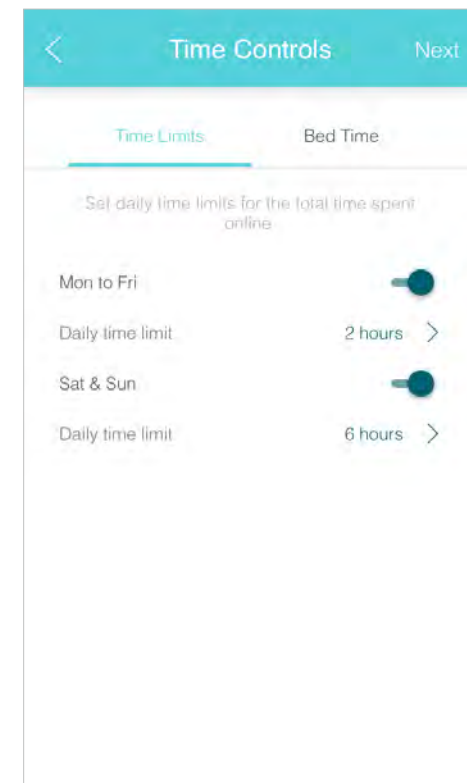 Time Controls Next
Time Limits Bed Time
Set daily time limits for the total time spent
online
Mon to Fri
Daily time limit 2 hours
Sat & Sun
Daily time limit 6 hours